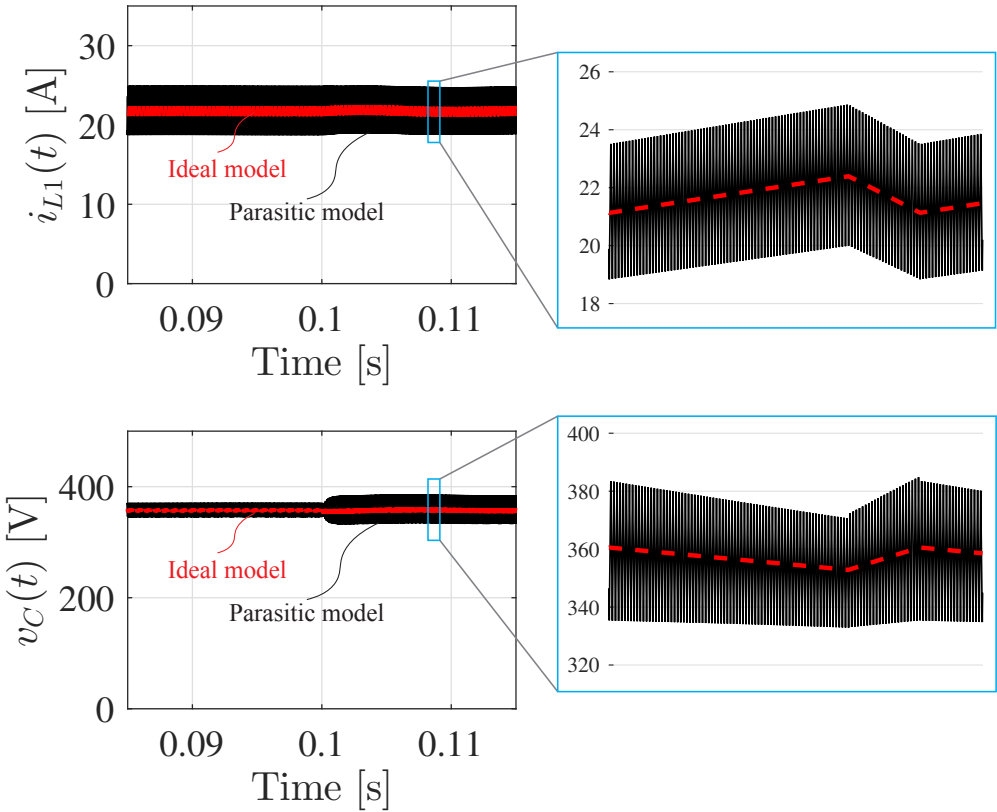 30
20
10
0
i_{L1}(t) [A]
Ideal model
Parasitic model
0.09
0.1
0.11
Time [s]
26
24
22
20
18
400
200
0
v_C(t) [V]
Ideal model
Parasitic model
0.09
0.1
0.11
Time [s]
400
380
360
340
320